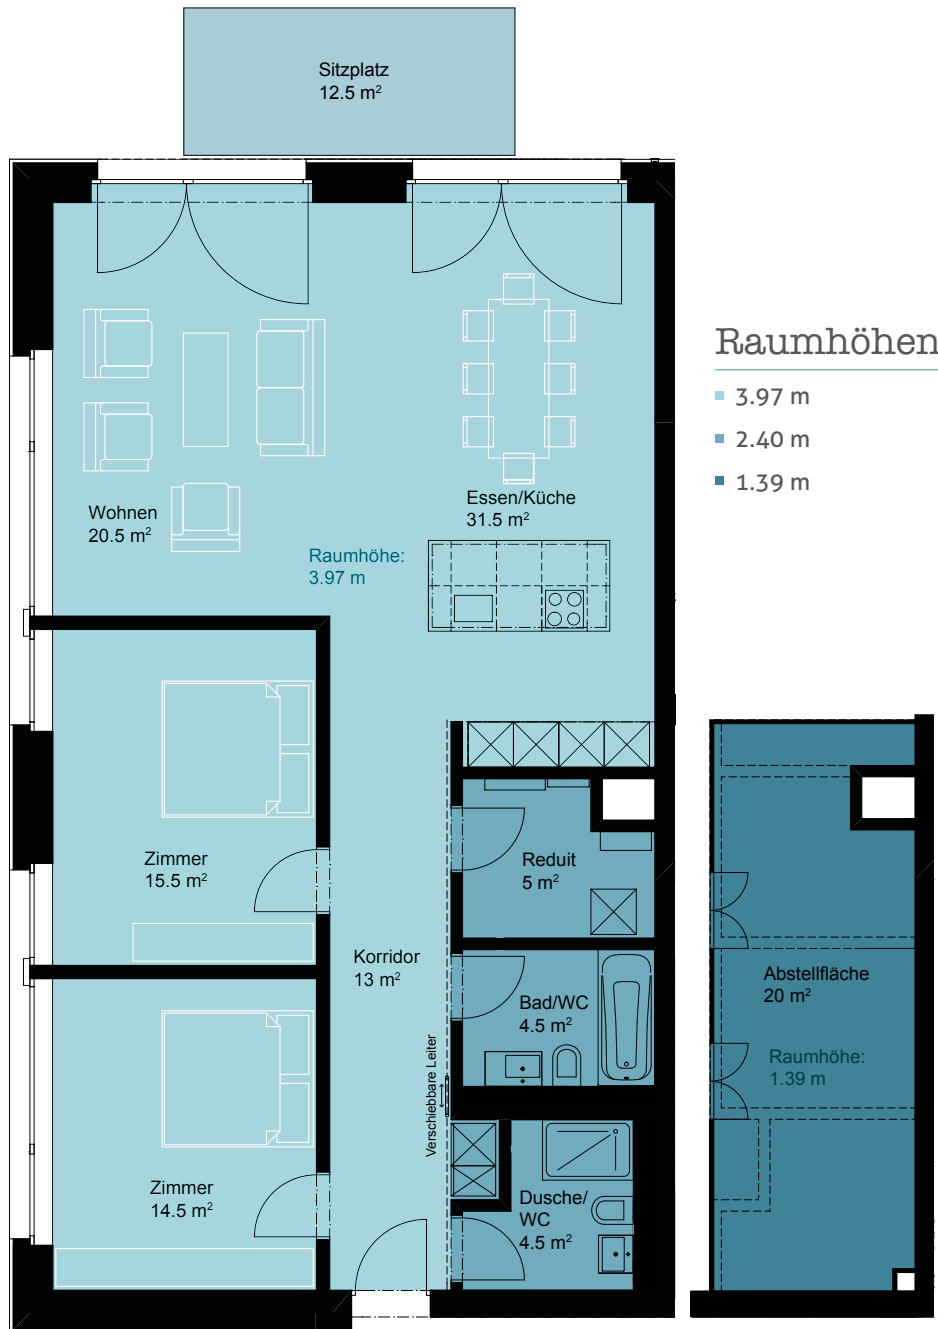 Sitzplatz
12.5 m²
Raumhöhen
3.97 m
2.40 m
1.39 m
Wohnen
20.5 m²
Essen/Küche
31.5 m²
Raumhöhe:
3.97 m
Zimmer
15.5 m²
Reduit
5 m²
Korridor
13 m²
Bad/WC
4.5 m²
Abstellfläche
20 m²
Raumhöhe:
1.39 m
Verschiebbare Leiter
Zimmer
14.5 m²
Dusche/
WC
4.5 m²